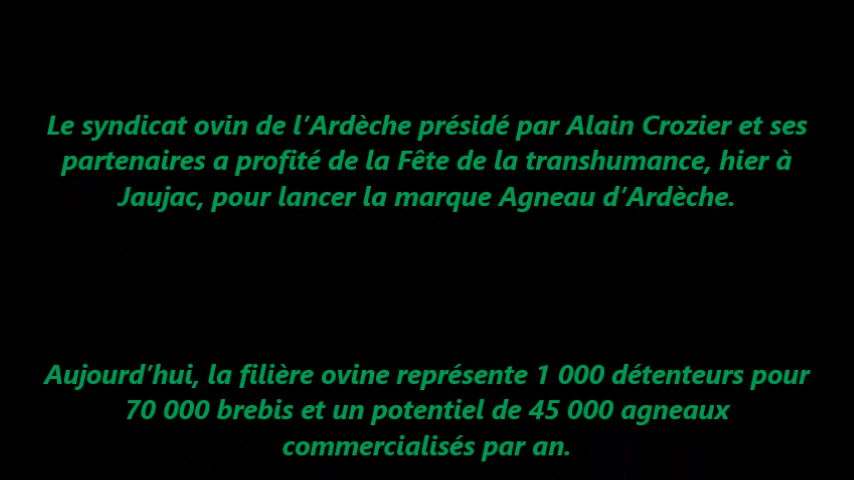 Le syndicat ovin de l’Ardèche présidé par Alain Crozier et ses
partenaires a profité de la Fête de la transhumance, hier à
Jaujac, pour lancer la marque Agneau d’Ardèche.
Aujourd’hui, la filière ovine représente 1 000 détenteurs pour
70 000 brebis et un potentiel de 45 000 agneaux
commercialisés par an.